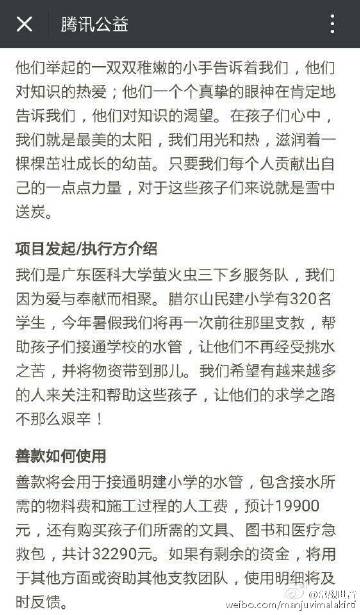 腾讯公益
他们举起的一双双稚嫩的小手告诉着我们，他们
对知识的热爱；他们一个个真挚的眼神在肯定地
告诉我们，他们对知识的渴望。在孩子们心中，
我们就是最美的太阳，我们用光和热，滋润着一
棵棵茁壮成长的幼苗。只要我们每个人贡献出自
己的一点点力量，对于这些孩子们来说就是雪中
送炭。
项目发起/执行方介绍
我们是广东医科大学萤火虫三下乡服务队，我们
因为爱与奉献而相聚。腊尔山民建小学有320名
学生，今年暑假我们将再一次前往那里支教，帮
助孩子们接通学校的水管，让他们不再经受挑水
之苦，并将物资带到那儿。我们希望有越来越多
的人来关注和帮助这些孩子，让他们的求学之路
不那么艰辛！
善款如何使用
善款将会用于接通明建小学的水管，包含接水所
需的物料费和施工过程的人工费，预计19900
元，还有购买孩子们所需的文具、图书和医疗急
救包，共计32290元。如果有剩余的资金，将用
于其他方面或资助其他支教团队，使用明细将及
时反馈。
weibo.com/manjuvimalakirti